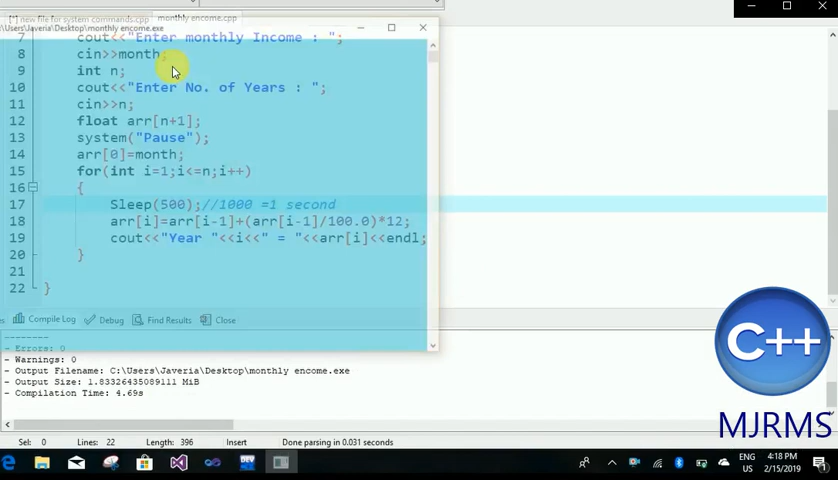 [*] new file for system commands.cpp monthly encome.cpp
\Users\Javeria\Desktop\monthly encome.exe
7 cout<<"Enter monthly Income : ";
8 cin>>month;
9 int n;
10 cout<<"Enter No. of Years : ";
11 cin>>n;
12 float arr[n+1];
13 system("Pause");
14 arr[0]=month;
15 for(int i=1;i<=n;i++)
16 {
17 Sleep(500);//1000 =1 second
18 arr[i]=arr[i-1]+(arr[i-1]/100.0)*12;
19 cout<<"Year "<<i<<" = "<<arr[i]<<endl;
20 }
21
22 }
Compile Log Debug Find Results Close
--------
- Errors: 0
- Warnings: 0
- Output Filename: C:\Users\Javeria\Desktop\monthly encome.exe
- Output Size: 1.83326435089111 MiB
- Compilation Time: 4.69s
C++
MJRMS
Sel: 0 Lines: 22 Length: 396 Insert Done parsing in 0.031 seconds
DEV
ENG
US
4:18 PM
2/15/2019
1